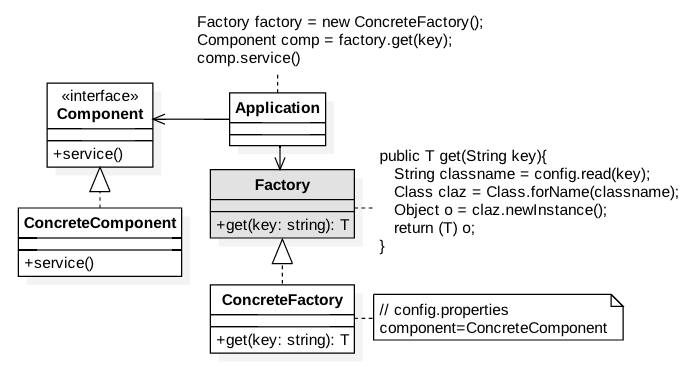 Factory factory = new ConcreteFactory();
Component comp = factory.get(key);
comp.service()
«interface»
Component
+service()
Application
ConcreteComponent
+service()
Factory
+get(key: string): T
public T get(String key){
String classname = config.read(key);
Class claz = Class.forName(classname);
Object o = claz.newInstance();
return (T) o;
}
ConcreteFactory
+get(key: string): T
// config.properties
component=ConcreteComponent